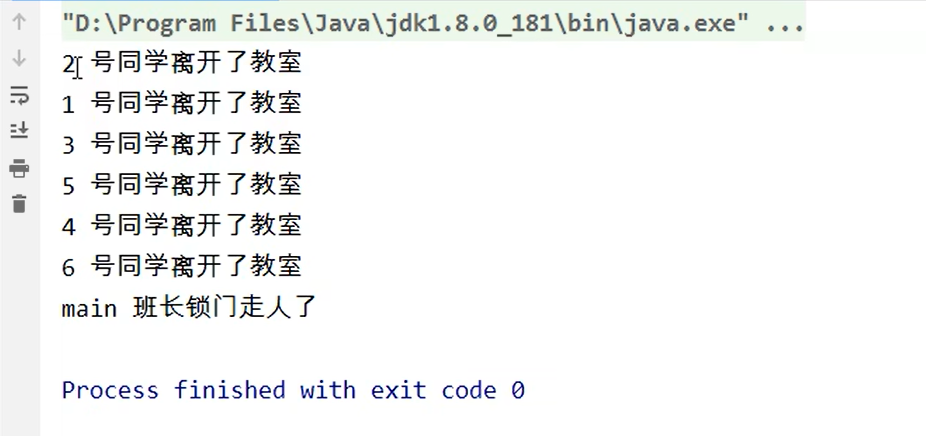 "D:\Program Files\Java\jdk1.8.0_181\bin\java.exe" ...
2 号同学离开了教室
1 号同学离开了教室
3 号同学离开了教室
5 号同学离开了教室
4 号同学离开了教室
6 号同学离开了教室
main 班长锁门走人了
Process finished with exit code 0